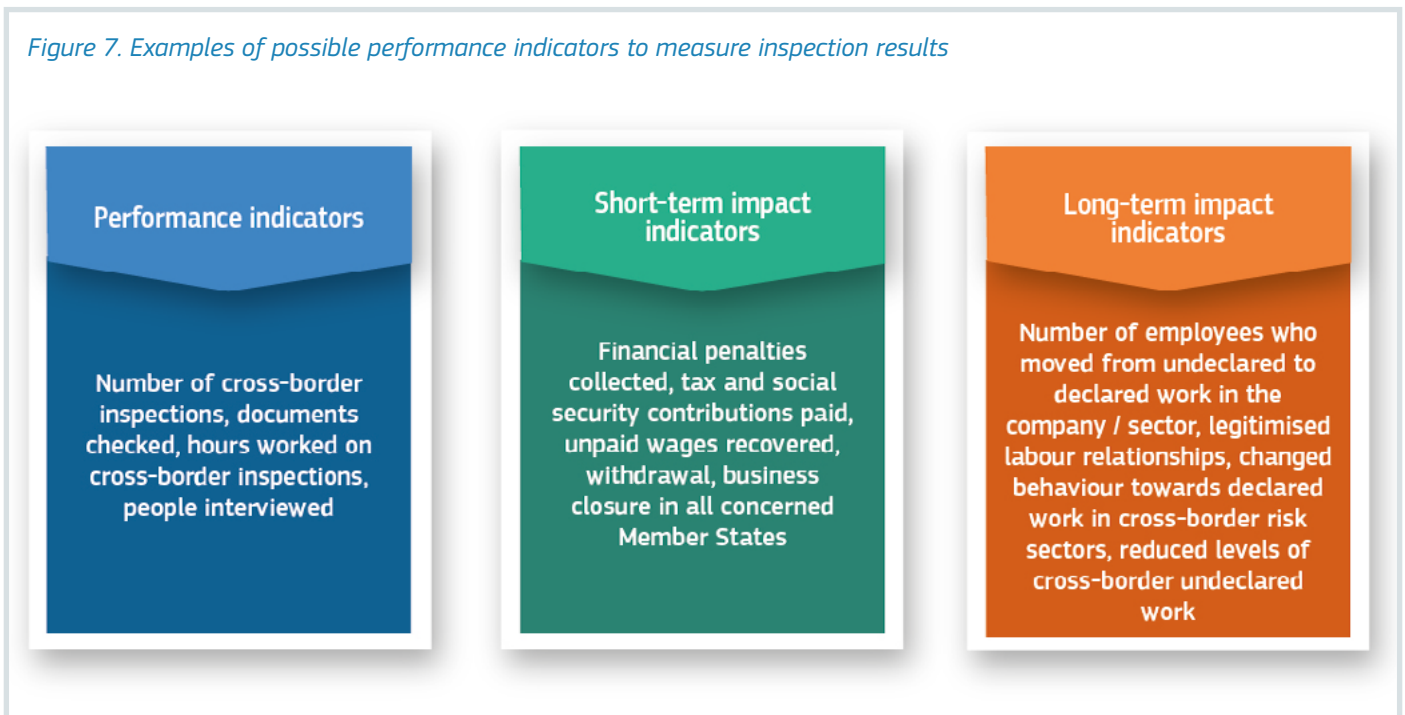 Figure 7. Examples of possible performance indicators to measure inspection results
Performance indicators
Number of cross-border
inspections, documents
checked, hours worked on
cross-border inspections,
people interviewed
Short-term impact
indicators
Financial penalties
collected, tax and social
security contributions paid,
unpaid wages recovered,
withdrawal, business
closure in all concerned
Member States
Long-term impact
indicators
Number of employees who
moved from undeclared to
declared work in the
company / sector, legitimised
labour relationships, changed
behaviour towards declared
work in cross-border risk
sectors, reduced levels of
cross-border undeclared
work